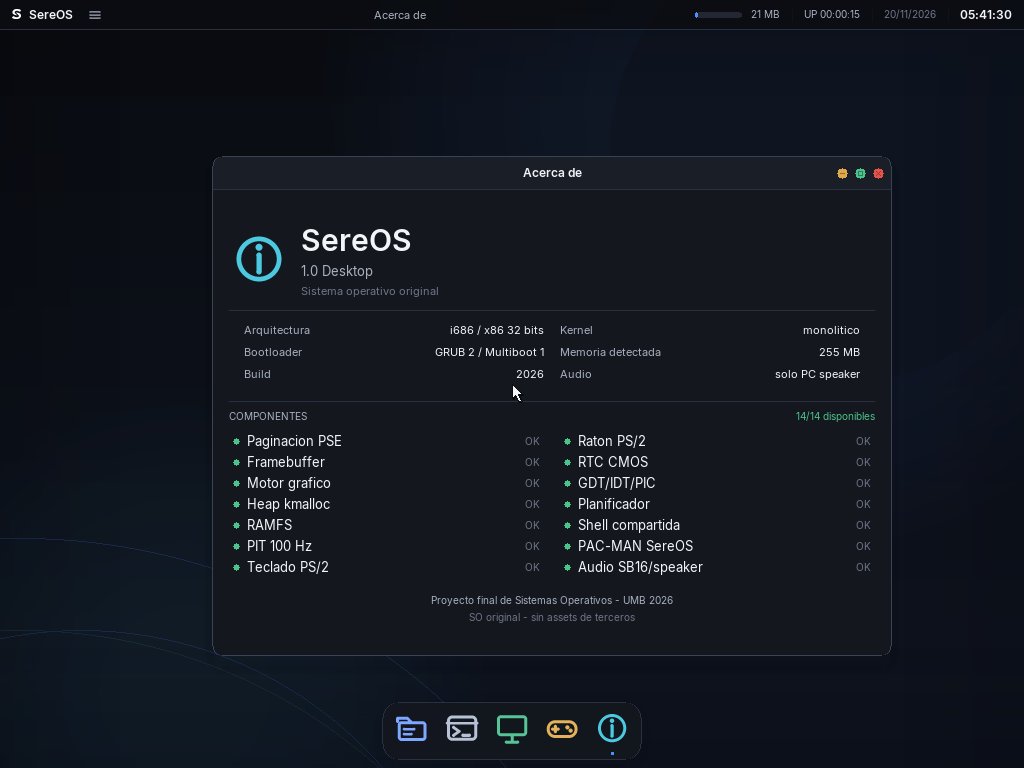 SereOS Acerca de 21 MB UP 00:00:15 20/11/2026 05:41:30
Acerca de
SereOS
1.0 Desktop
Sistema operativo original
Arquitectura i686 / x86 32 bits Kernel monolitico
Bootloader GRUB 2 / Multiboot 1 Memoria detectada 255 MB
Build 2026 Audio solo PC speaker
COMPONENTES 14/14 disponibles
Paginacion PSE OK Raton PS/2 OK
Framebuffer OK RTC CMOS OK
Motor grafico OK GDT/IDT/PIC OK
Heap kmalloc OK Planificador OK
RAMFS OK Shell compartida OK
PIT 100 Hz OK PAC-MAN SereOS OK
Teclado PS/2 OK Audio SB16/speaker OK
Proyecto final de Sistemas Operativos - UMB 2026
SO original - sin assets de terceros